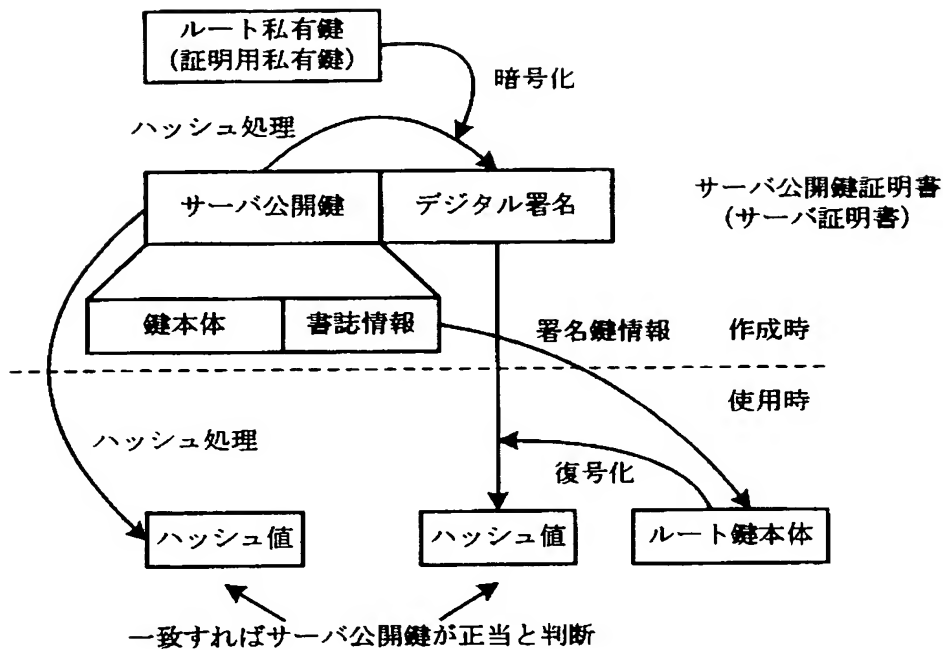 ルート私有鍵
(証明用私有鍵)
暗号化
ハッシュ処理
サーバ公開鍵
デジタル署名
サーバ公開鍵証明書
(サーバ証明書)
鍵本体
書誌情報
署名鍵情報
作成時
使用時
ハッシュ処理
復号化
ハッシュ値
ハッシュ値
ルート鍵本体
一致すればサーバ公開鍵が正当と判断